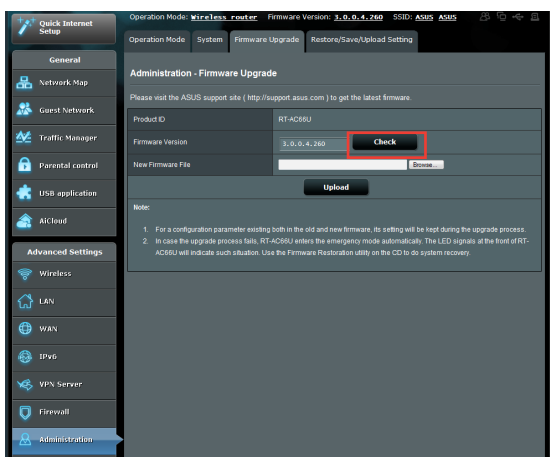 Quick Internet
Setup
Operation Mode: Wireless router Firmware Version: 3.0.0.4.260 SSID: ASUS ASUS
Operation Mode System Firmware Upgrade Restore/Save/Upload Setting
General
Network Map
Guest Network
Traffic Manager
Parental control
USB application
AiCloud
Advanced Settings
Wireless
LAN
WAN
IPv6
VPN Server
Firewall
Administration
Administration - Firmware Upgrade
Please visit the ASUS support site ( http://support.asus.com ) to get the latest firmware.
Product ID RT-AC66U
Firmware Version 3.0.0.4.260 Check
New Firmware File Browse...
Upload
Note:
1. For a configuration parameter existing both in the old and new firmware, its setting will be kept during the upgrade process.
2. In case the upgrade process fails, RT-AC66U enters the emergency mode automatically. The LED signals at the front of RT-
AC66U will indicate such situation. Use the Firmware Restoration utility on the CD to do system recovery.